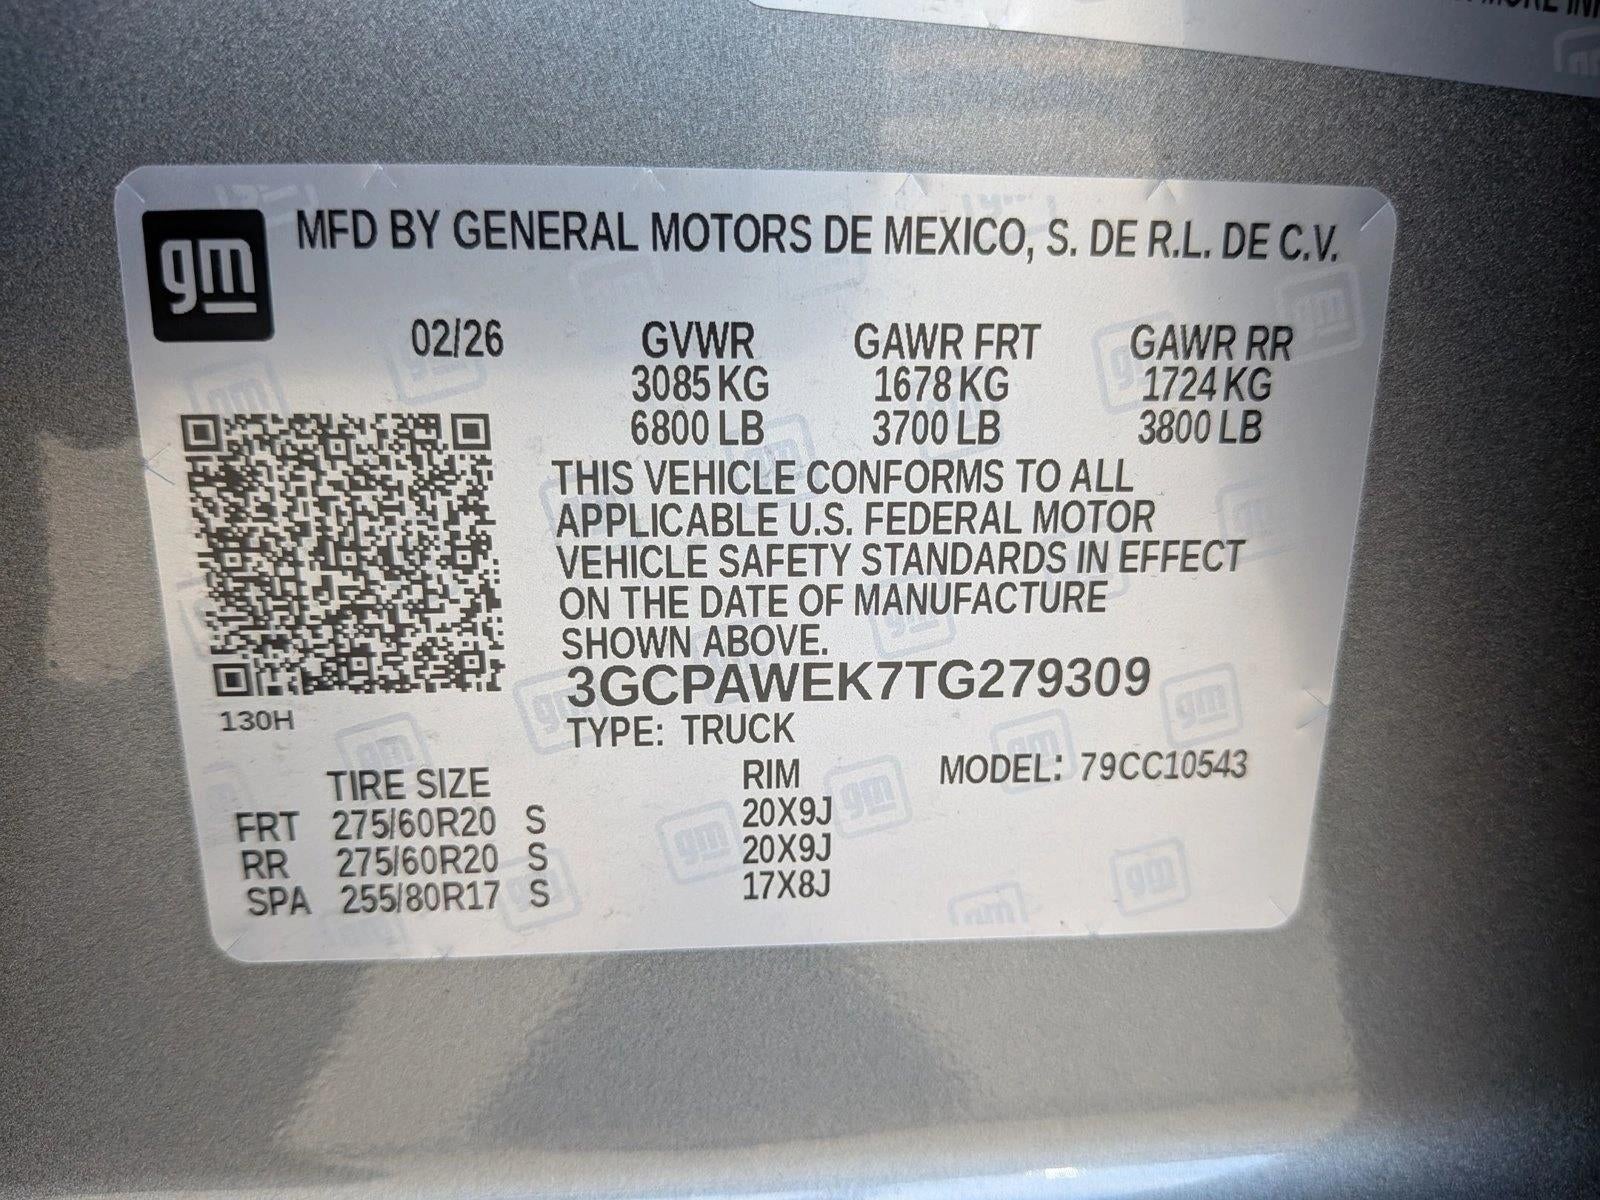 MORE
gm
MFD BY GENERAL MOTORS DE MEXICO, S. DE R.L. DE C.V.
02/26 GVWR GAWR FRT GAWR RR
3085 KG 1678 KG 1724 KG
6800 LB 3700 LB 3800 LB
THIS VEHICLE CONFORMS TO ALL
APPLICABLE U.S. FEDERAL MOTOR
VEHICLE SAFETY STANDARDS IN EFFECT
ON THE DATE OF MANUFACTURE
SHOWN ABOVE.
3GCPAWEK7TG279309
130H
TYPE: TRUCK
TIRE SIZE RIM MODEL: 79CC10543
FRT 275/60R20 S 20X9J
RR 275/60R20 S 20X9J
SPA 255/80R17 S 17X8J